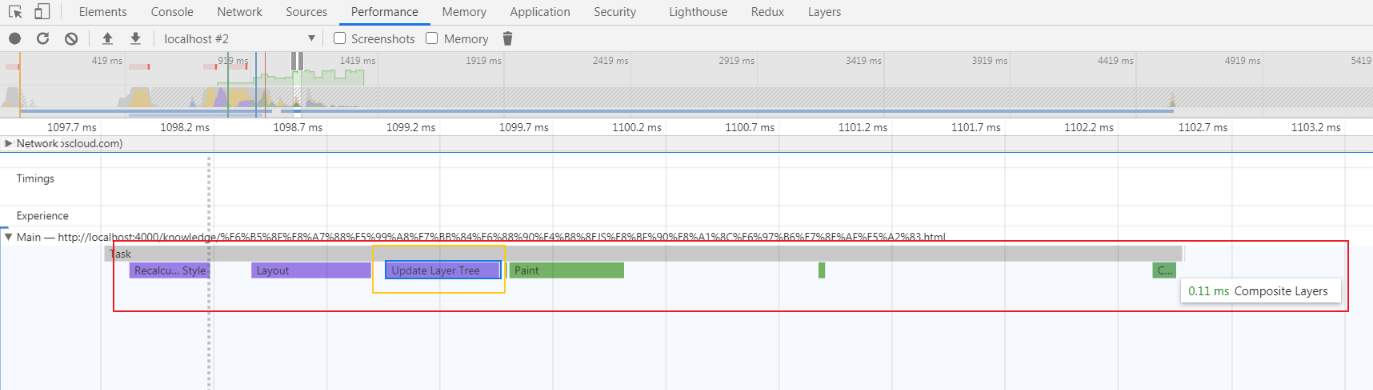 Elements Console Network Sources Performance Memory Application Security Lighthouse Redux Layers
localhost #2 Screenshots Memory
419 ms 919 ms 1419 ms 1919 ms 2419 ms 2919 ms 3419 ms 3919 ms 4419 ms 4919 ms 5419
1097.7 ms 1098.2 ms 1098.7 ms 1099.2 ms 1099.7 ms 1100.2 ms 1100.7 ms 1101.2 ms 1101.7 ms 1102.2 ms 1102.7 ms 1103.2 ms
Network oscloud.com)
Timings
Experience
Main — http://localhost:4000/knowledge/%E6%B5%8F%E8%A7%88%E5%99%A8%E7%BB%84%E6%88%90%E4%B8%8EJS%E8%BF%90%E8%A1%8C%E6%97%B6%E7%8E%AF%E5%A2%83.html
Task
Recalcu... Style Layout Update Layer Tree Paint C...
0.11 ms Composite Layers